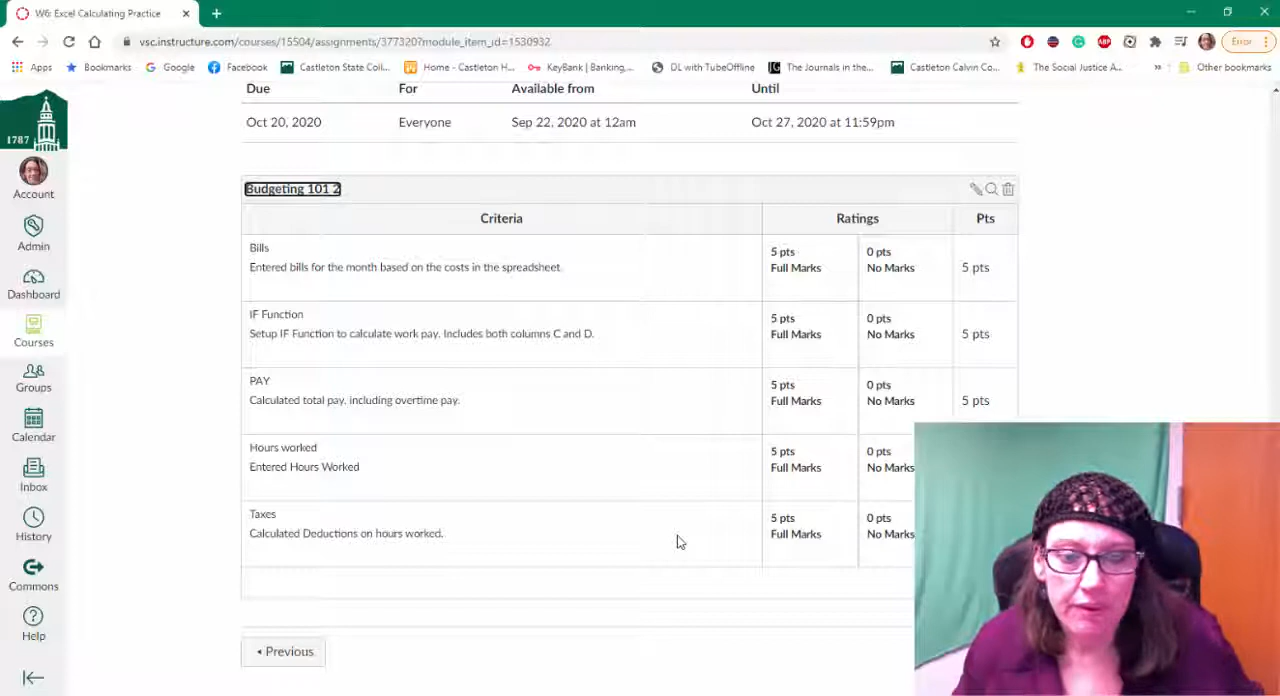 W6: Excel Calculating Practice
vsc.instructure.com/courses/15504/assignments/377320?module_item_id=1530932
ABP
Error
Apps
Bookmarks
Google
Facebook
Castleton State Coll...
Home - Castleton H...
KeyBank | Banking,...
DL with TubeOffline
The Journals in the...
Castleton Calvin Co...
The Social Justice A...
»
Other bookmarks
1787
Account
Admin
Dashboard
Courses
Groups
Calendar
Inbox
History
Commons
Help
Due For Available from Until
Oct 20, 2020 Everyone Sep 22, 2020 at 12am Oct 27, 2020 at 11:59pm
Budgeting 101 2
Criteria Ratings Pts
Bills
Entered bills for the month based on the costs in the spreadsheet.
5 pts
Full Marks
0 pts
No Marks
5 pts
IF Function
Setup IF Function to calculate work pay. Includes both columns C and D.
5 pts
Full Marks
0 pts
No Marks
5 pts
PAY
Calculated total pay, including overtime pay.
5 pts
Full Marks
0 pts
No Marks
5 pts
Hours worked
Entered Hours Worked
5 pts
Full Marks
0 pts
No Marks
Taxes
Calculated Deductions on hours worked.
5 pts
Full Marks
0 pts
No Marks
Previous